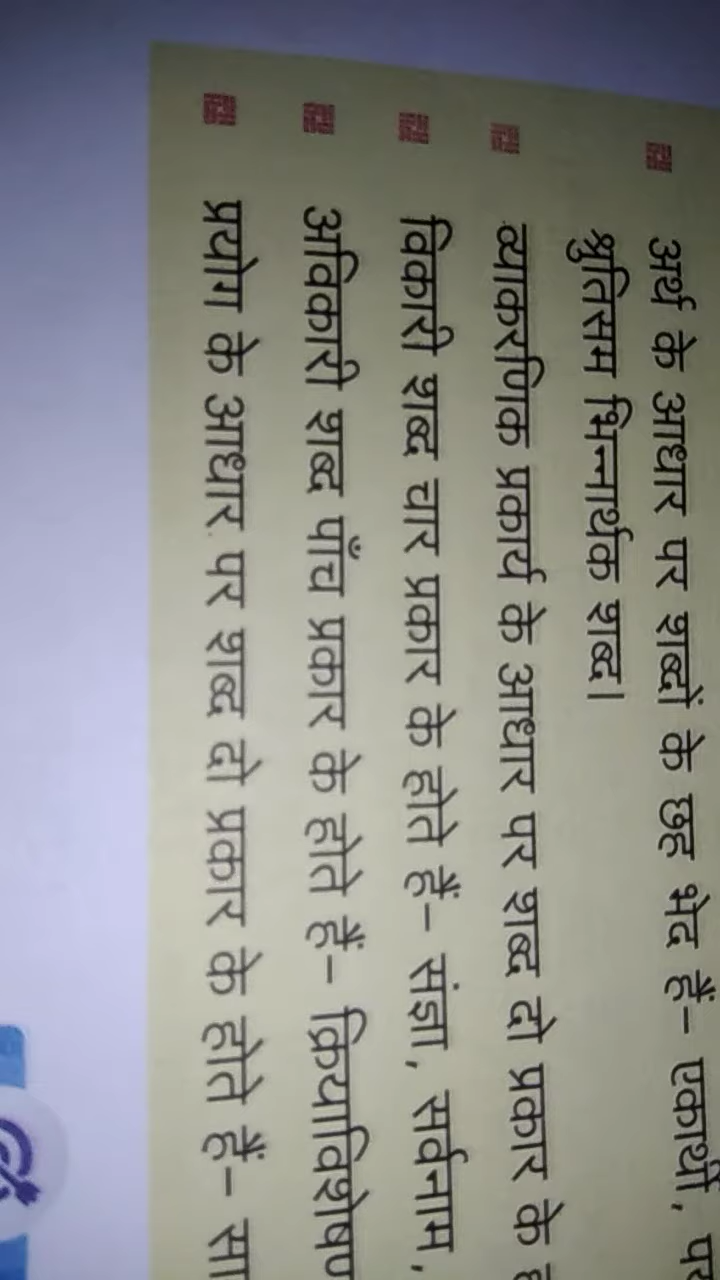 अर्थ के आधार पर शब्दों के छह भेद हैं– एकार्थी,
श्रुतिसम भिन्नार्थक शब्द।
व्याकरणिक प्रकार्य के आधार पर शब्द दो प्रकार के
विकारी शब्द चार प्रकार के होते हैं– संज्ञा, सर्वनाम,
अविकारी शब्द पाँच प्रकार के होते हैं– क्रियाविशेषण
प्रयोग के आधार पर शब्द दो प्रकार के होते हैं–